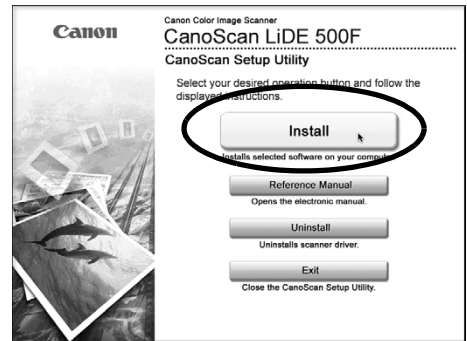 Canon
Canon Color Image Scanner
CanoScan LiDE 500F
CanoScan Setup Utility
Select your desired operation button and follow the
displayed instructions.
Install
Installs selected software on your computer.
Reference Manual
Opens the electronic manual.
Uninstall
Uninstalls scanner driver.
Exit
Close the CanoScan Setup Utility.